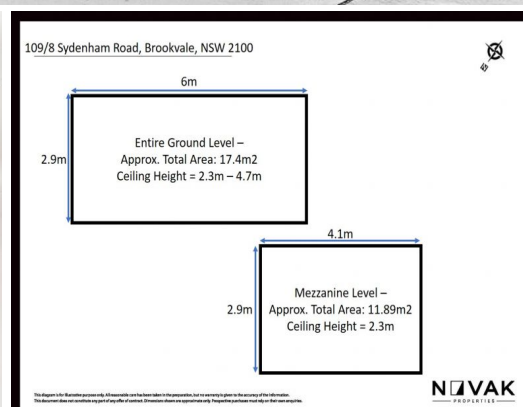 109/8 Sydenham Road, Brookvale, NSW 2100
6m
2.9m
Entire Ground Level –
Approx. Total Area: 17.4m2
Ceiling Height = 2.3m – 4.7m
4.1m
2.9m
Mezzanine Level –
Approx. Total Area: 11.89m2
Ceiling Height = 2.3m
This diagram is for illustrative purpose only. All reasonable care has been taken in the preparation, but no warranty is given to the accuracy of the information.
This document does not constitute any part of any offer of contract. Dimensions shown are approximate only. Prospective purchases must rely on their own enquiries.
NOVAK
PROPERTIES